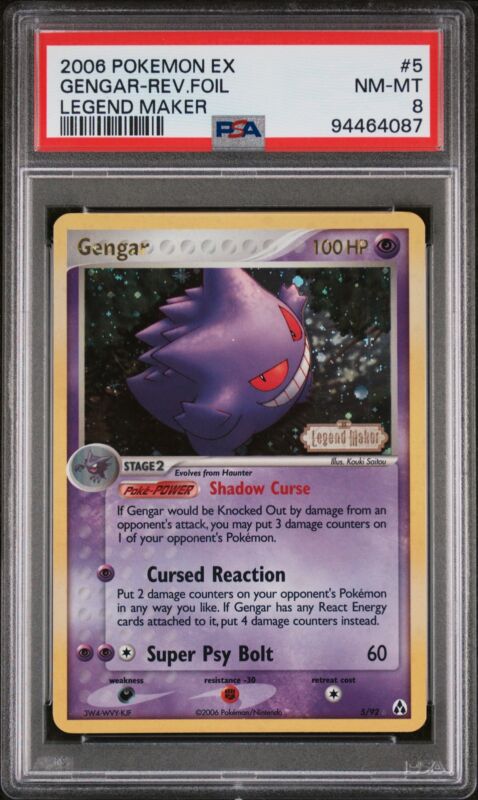 2006 POKEMON EX #5
GENGAR-REV.FOIL NM-MT
LEGEND MAKER 8
PSA 94464087
Gengar 100 HP
EX
Legend Maker
Illus. Kouki Saitou
STAGE2
Evolves from Haunter
Poké-POWER Shadow Curse
If Gengar would be Knocked Out by damage from an
opponent's attack, you may put 3 damage counters on
1 of your opponent's Pokémon.
Cursed Reaction
Put 2 damage counters on your opponent's Pokémon
in any way you like. If Gengar has any React Energy
cards attached to it, put 4 damage counters instead.
Super Psy Bolt 60
weakness resistance -30 retreat cost
3W4-WVY-KJF ©2006 Pokémon/Nintendo 5/92
PSA